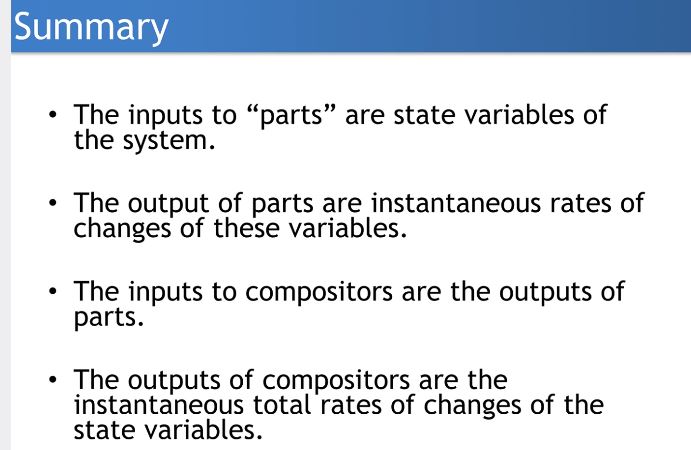 Summary
• The inputs to “parts” are state variables of
the system.
• The output of parts are instantaneous rates of
changes of these variables.
• The inputs to compositors are the outputs of
parts.
• The outputs of compositors are the
instantaneous total rates of changes of the
state variables.